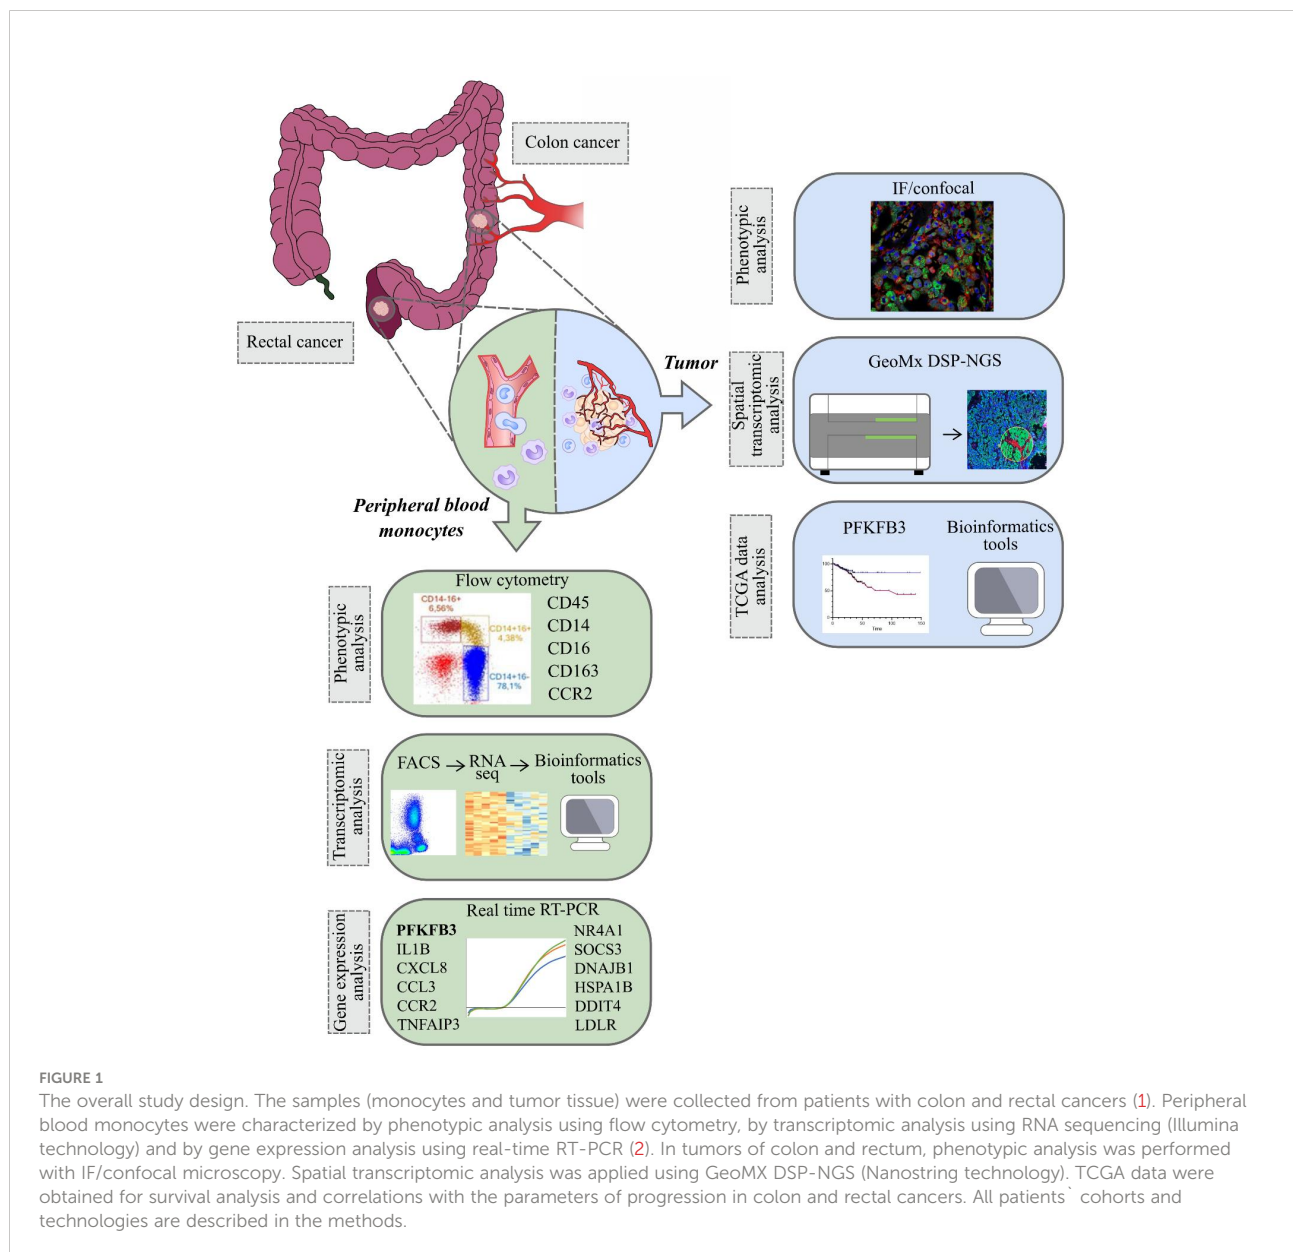 Colon cancer
Rectal cancer
Tumor
Peripheral blood
monocytes
Phenotypic
analysis
IF/confocal
Spatial
transcriptomic
analysis
GeoMx DSP-NGS
TCGA data
analysis
PFKFB3
100
50
0
0
50
100
150
Time
Bioinformatics
tools
Phenotypic
analysis
Flow cytometry
CD14-16+
6,56%
CD14+16+
4,38%
CD14+16-
78,1%
CD45
CD14
CD16
CD163
CCR2
Transcriptomic
analysis
FACS → RNA seq → Bioinformatics tools
Gene expression
analysis
Real time RT-PCR
PFKFB3
IL1B
CXCL8
CCL3
CCR2
TNFAIP3
NR4A1
SOCS3
DNAJB1
HSPA1B
DDIT4
LDLR
FIGURE 1
The overall study design. The samples (monocytes and tumor tissue) were collected from patients with colon and rectal cancers (1). Peripheral
blood monocytes were characterized by phenotypic analysis using flow cytometry, by transcriptomic analysis using RNA sequencing (Illumina
technology) and by gene expression analysis using real-time RT-PCR (2). In tumors of colon and rectum, phenotypic analysis was performed
with IF/confocal microscopy. Spatial transcriptomic analysis was applied using GeoMX DSP-NGS (Nanostring technology). TCGA data were
obtained for survival analysis and correlations with the parameters of progression in colon and rectal cancers. All patients` cohorts and
technologies are described in the methods.